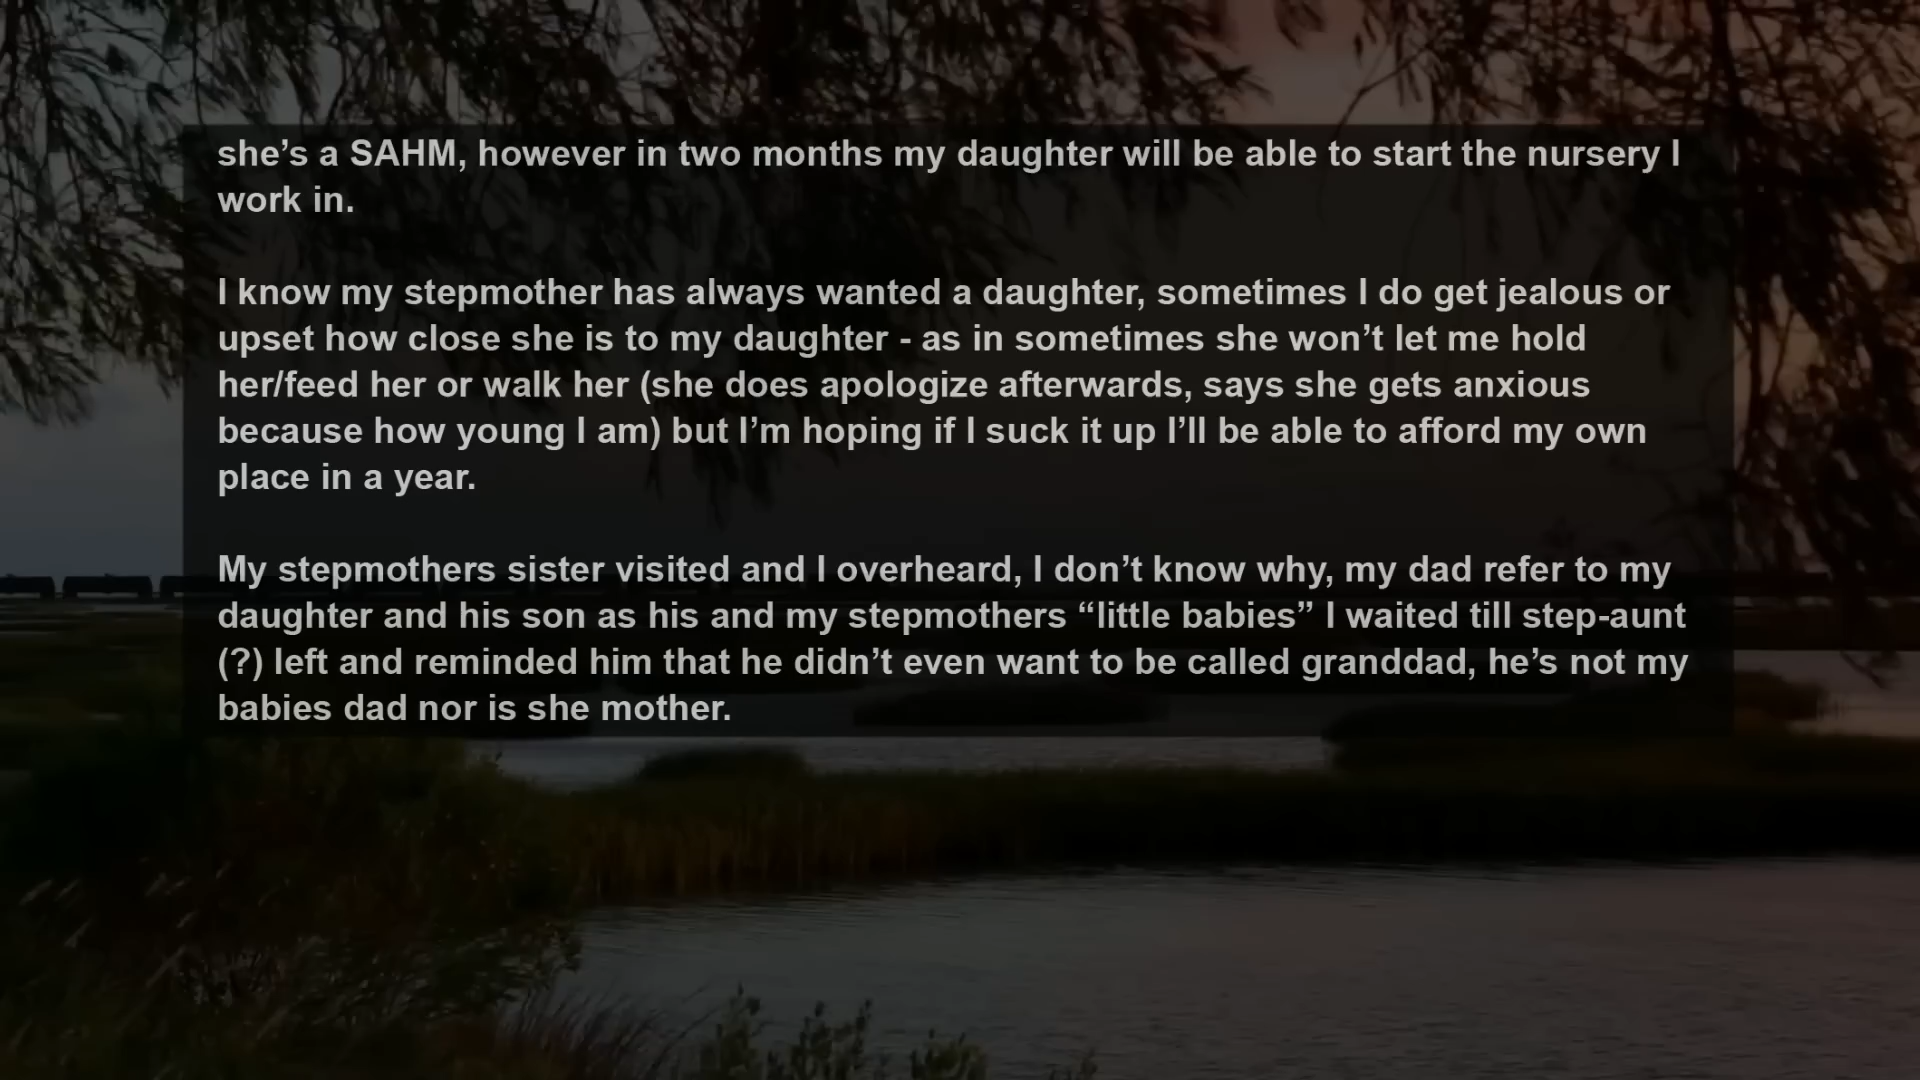 she’s a SAHM, however in two months my daughter will be able to start the nursery I
work in.
I know my stepmother has always wanted a daughter, sometimes I do get jealous or
upset how close she is to my daughter - as in sometimes she won’t let me hold
her/feed her or walk her (she does apologize afterwards, says she gets anxious
because how young I am) but I’m hoping if I suck it up I’ll be able to afford my own
place in a year.
My stepmothers sister visited and I overheard, I don’t know why, my dad refer to my
daughter and his son as his and my stepmothers “little babies” I waited till step-aunt
(?) left and reminded him that he didn’t even want to be called granddad, he’s not my
babies dad nor is she mother.